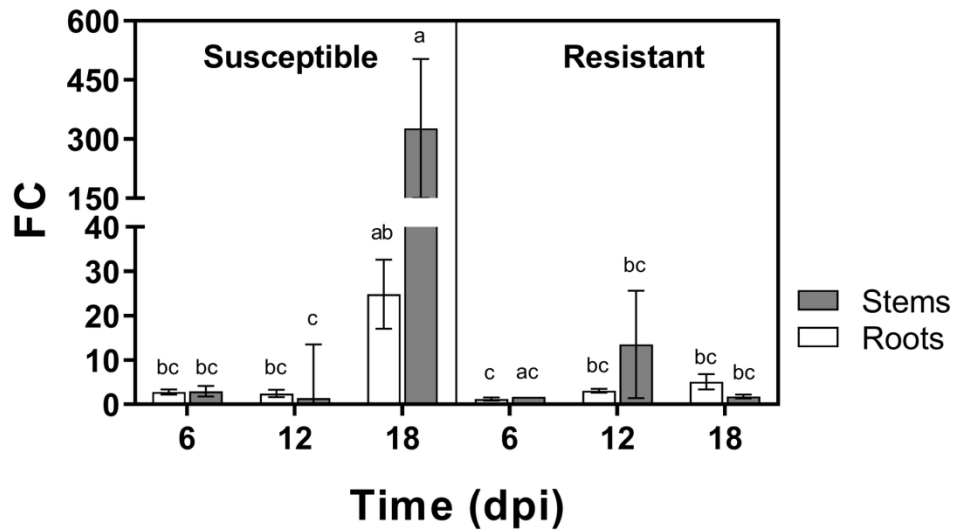 600
450
300
150
40
30
20
10
0
FC
Susceptible
Resistant
a
ab
bc
bc
bc
c
c
ac
bc
bc
bc
bc
6
12
18
6
12
18
Time (dpi)
Stems
Roots